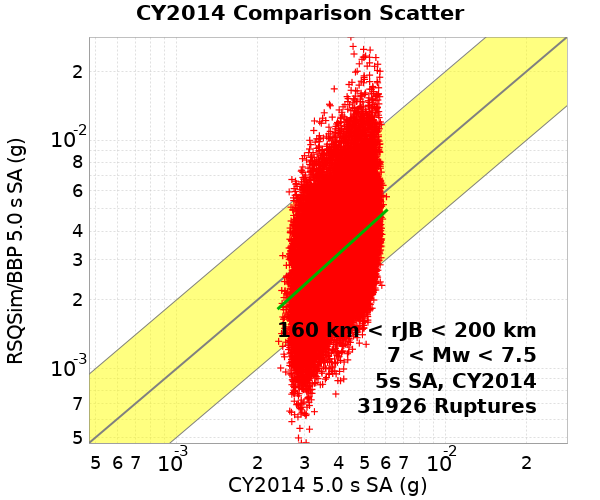 CY2014 Comparison Scatter
RSQSim/BBP 5.0 s SA (g)
2
10-2
8
6
4
3
2
10-3
7
5
160 km < rJB < 200 km
7 < Mw < 7.5
5s SA, CY2014
31926 Ruptures
5 6 7 10-3 2 3 4 5 6 7 10-2 2
CY2014 5.0 s SA (g)